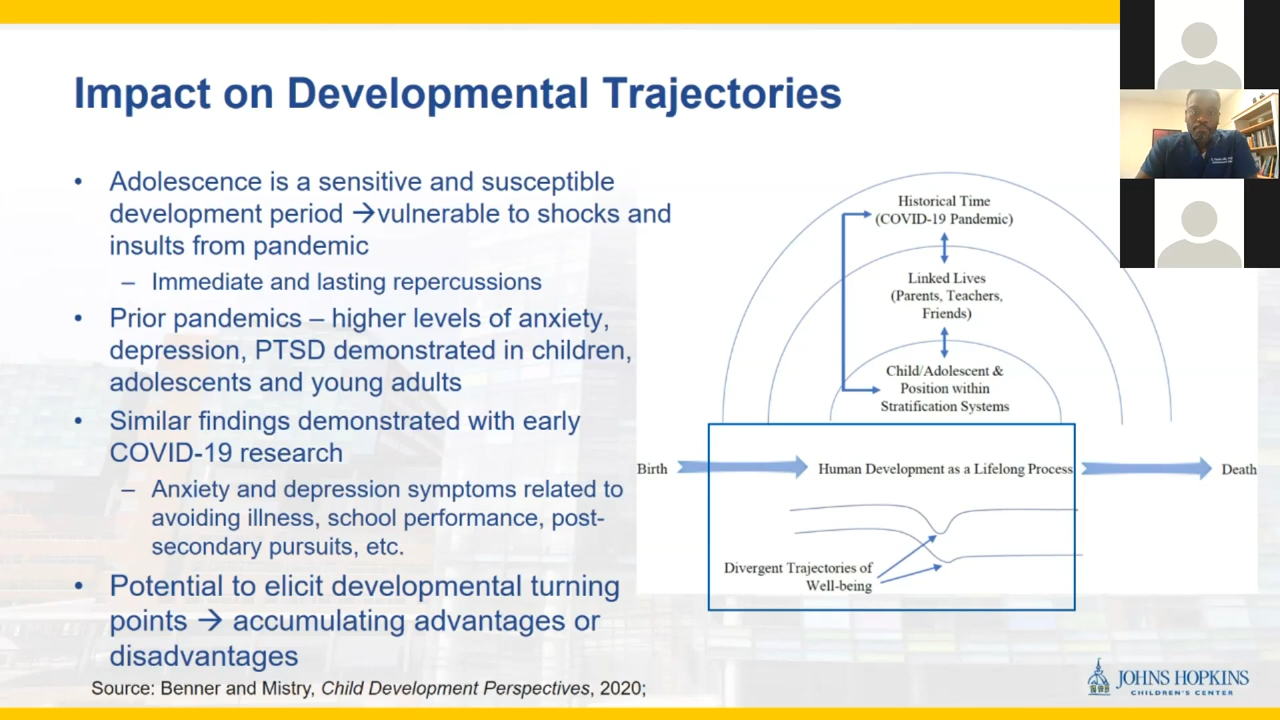 Impact on Developmental Trajectories
• Adolescence is a sensitive and susceptible
development period →vulnerable to shocks and
insults from pandemic
– Immediate and lasting repercussions
• Prior pandemics – higher levels of anxiety,
depression, PTSD demonstrated in children,
adolescents and young adults
• Similar findings demonstrated with early
COVID-19 research
– Anxiety and depression symptoms related to
avoiding illness, school performance, post-
secondary pursuits, etc.
• Potential to elicit developmental turning
points → accumulating advantages or
disadvantages
Source: Benner and Mistry, Child Development Perspectives, 2020;
Historical Time
(COVID-19 Pandemic)
Linked Lives
(Parents, Teachers,
Friends)
Child/Adolescent &
Position within
Stratification Systems
Birth
Human Development as a Lifelong Process
Death
Divergent Trajectories of
Well-being
JOHNS HOPKINS
CHILDREN'S CENTER